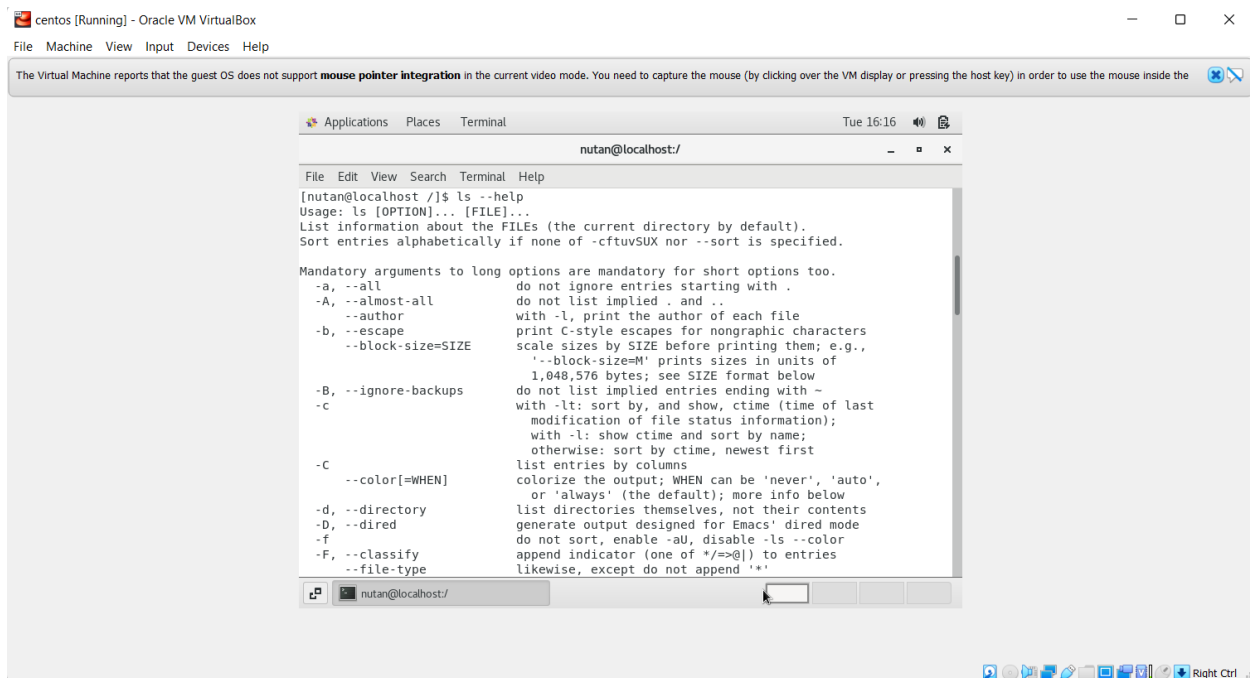 centos [Running] - Oracle VM VirtualBox
File Machine View Input Devices Help
The Virtual Machine reports that the guest OS does not support mouse pointer integration in the current video mode. You need to capture the mouse (by clicking over the VM display or pressing the host key) in order to use the mouse inside the
Applications Places Terminal Tue 16:16
nutan@localhost:/
File Edit View Search Terminal Help
[nutan@localhost /]$ ls --help
Usage: ls [OPTION]... [FILE]...
List information about the FILEs (the current directory by default).
Sort entries alphabetically if none of -cftuvSUX nor --sort is specified.

Mandatory arguments to long options are mandatory for short options too.
  -a, --all                  do not ignore entries starting with .
  -A, --almost-all           do not list implied . and ..
      --author               with -l, print the author of each file
  -b, --escape               print C-style escapes for nongraphic characters
      --block-size=SIZE      scale sizes by SIZE before printing them; e.g.,
                               '--block-size=M' prints sizes in units of
                               1,048,576 bytes; see SIZE format below
  -B, --ignore-backups       do not list implied entries ending with ~
  -c                         with -lt: sort by, and show, ctime (time of last
                               modification of file status information);
                               with -l: show ctime and sort by name;
                               otherwise: sort by ctime, newest first
  -C                         list entries by columns
      --color[=WHEN]         colorize the output; WHEN can be 'never', 'auto',
                               or 'always' (the default); more info below
  -d, --directory            list directories themselves, not their contents
  -D, --dired                generate output designed for Emacs' dired mode
  -f                         do not sort, enable -aU, disable -ls --color
  -F, --classify             append indicator (one of */=>@|) to entries
      --file-type            likewise, except do not append '*'
nutan@localhost:/
Right Ctrl